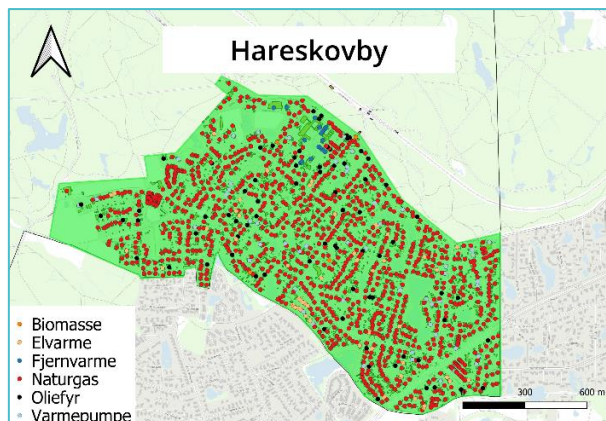 Hareskovby
Biomasse
Elvarme
Fjernvarme
Naturgas
Oliefyr
Varmepumpe
300
600 m